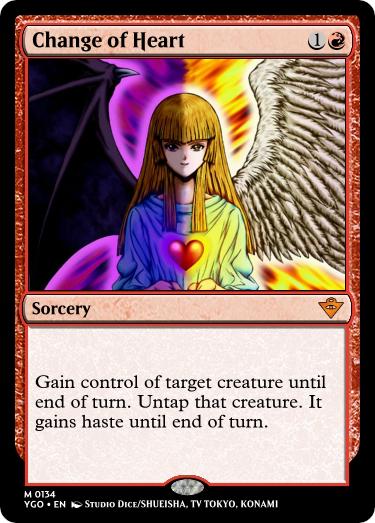 Change of Heart 1
Sorcery
Gain control of target creature until
end of turn. Untap that creature. It
gains haste until end of turn.
M 0134
YGO • EN Studio Dice/SHUEISHA, TV TOKYO, KONAMI